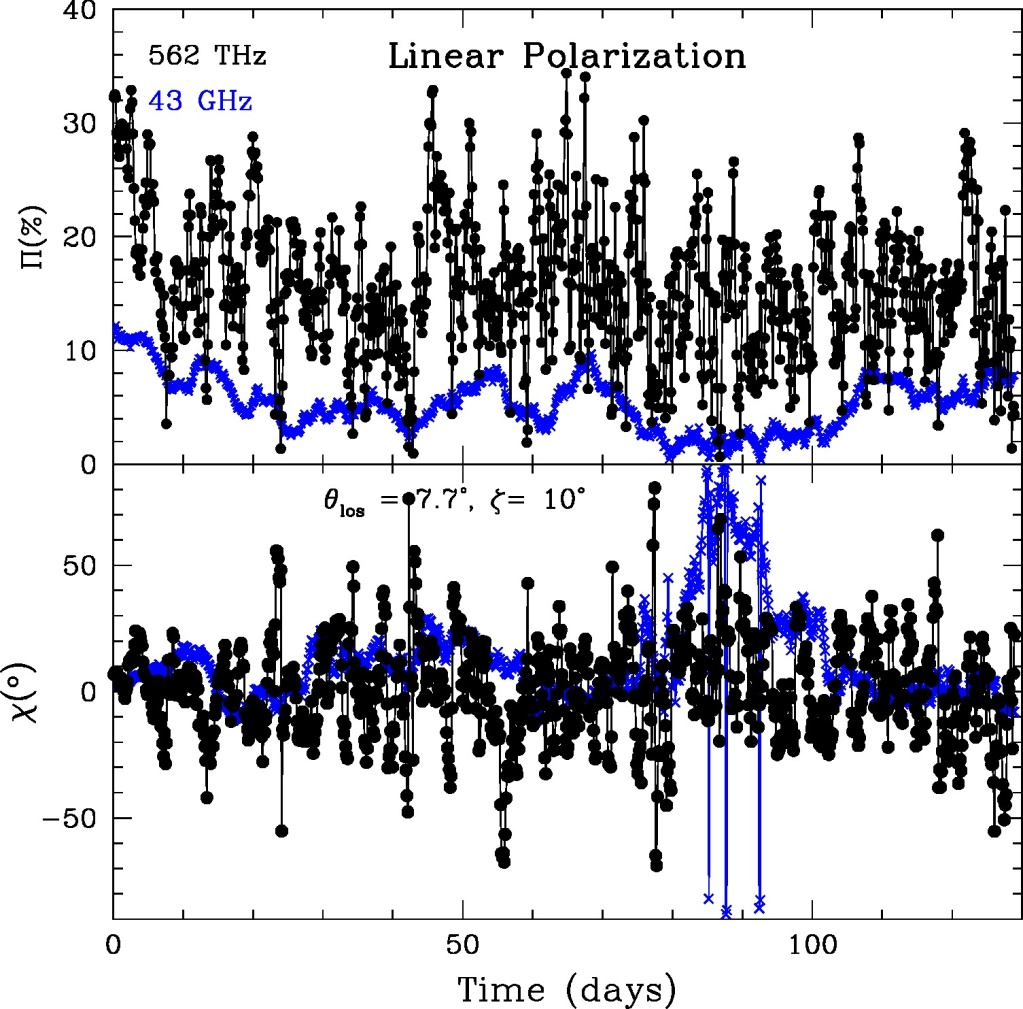 40
562 THz Linear Polarization
43 GHz
30
Π(%)
20
10
0
θlos = 7.7°, ζ= 10°
50
χ(°)
0
−50
0 50 100
Time (days)